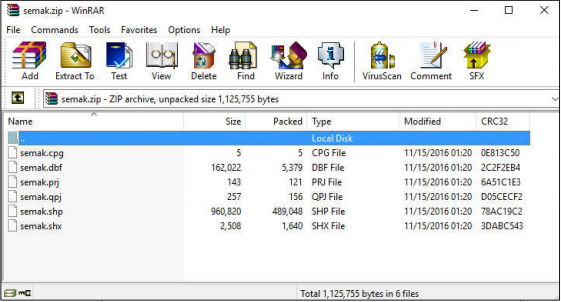 semak.zip - WinRAR
File Commands Tools Favorites Options Help
Add Extract To Test View Delete Find Wizard Info VirusScan Comment SFX
semak.zip - ZIP archive, unpacked size 1,125,755 bytes
Name Size Packed Type Modified CRC32
.. Local Disk
semak.cpg 5 5 CPG File 11/15/2016 01:20 0E813C50
semak.dbf 162,022 5,379 DBF File 11/15/2016 01:20 2C2F2EB4
semak.prj 143 121 PRJ File 11/15/2016 01:20 6A51C1E3
semak.qpj 257 156 QPJ File 11/15/2016 01:20 D05CECF2
semak.shp 960,820 489,048 SHP File 11/15/2016 01:20 78AC19C2
semak.shx 2,508 1,640 SHX File 11/15/2016 01:20 3DABC543
Total 1,125,755 bytes in 6 files